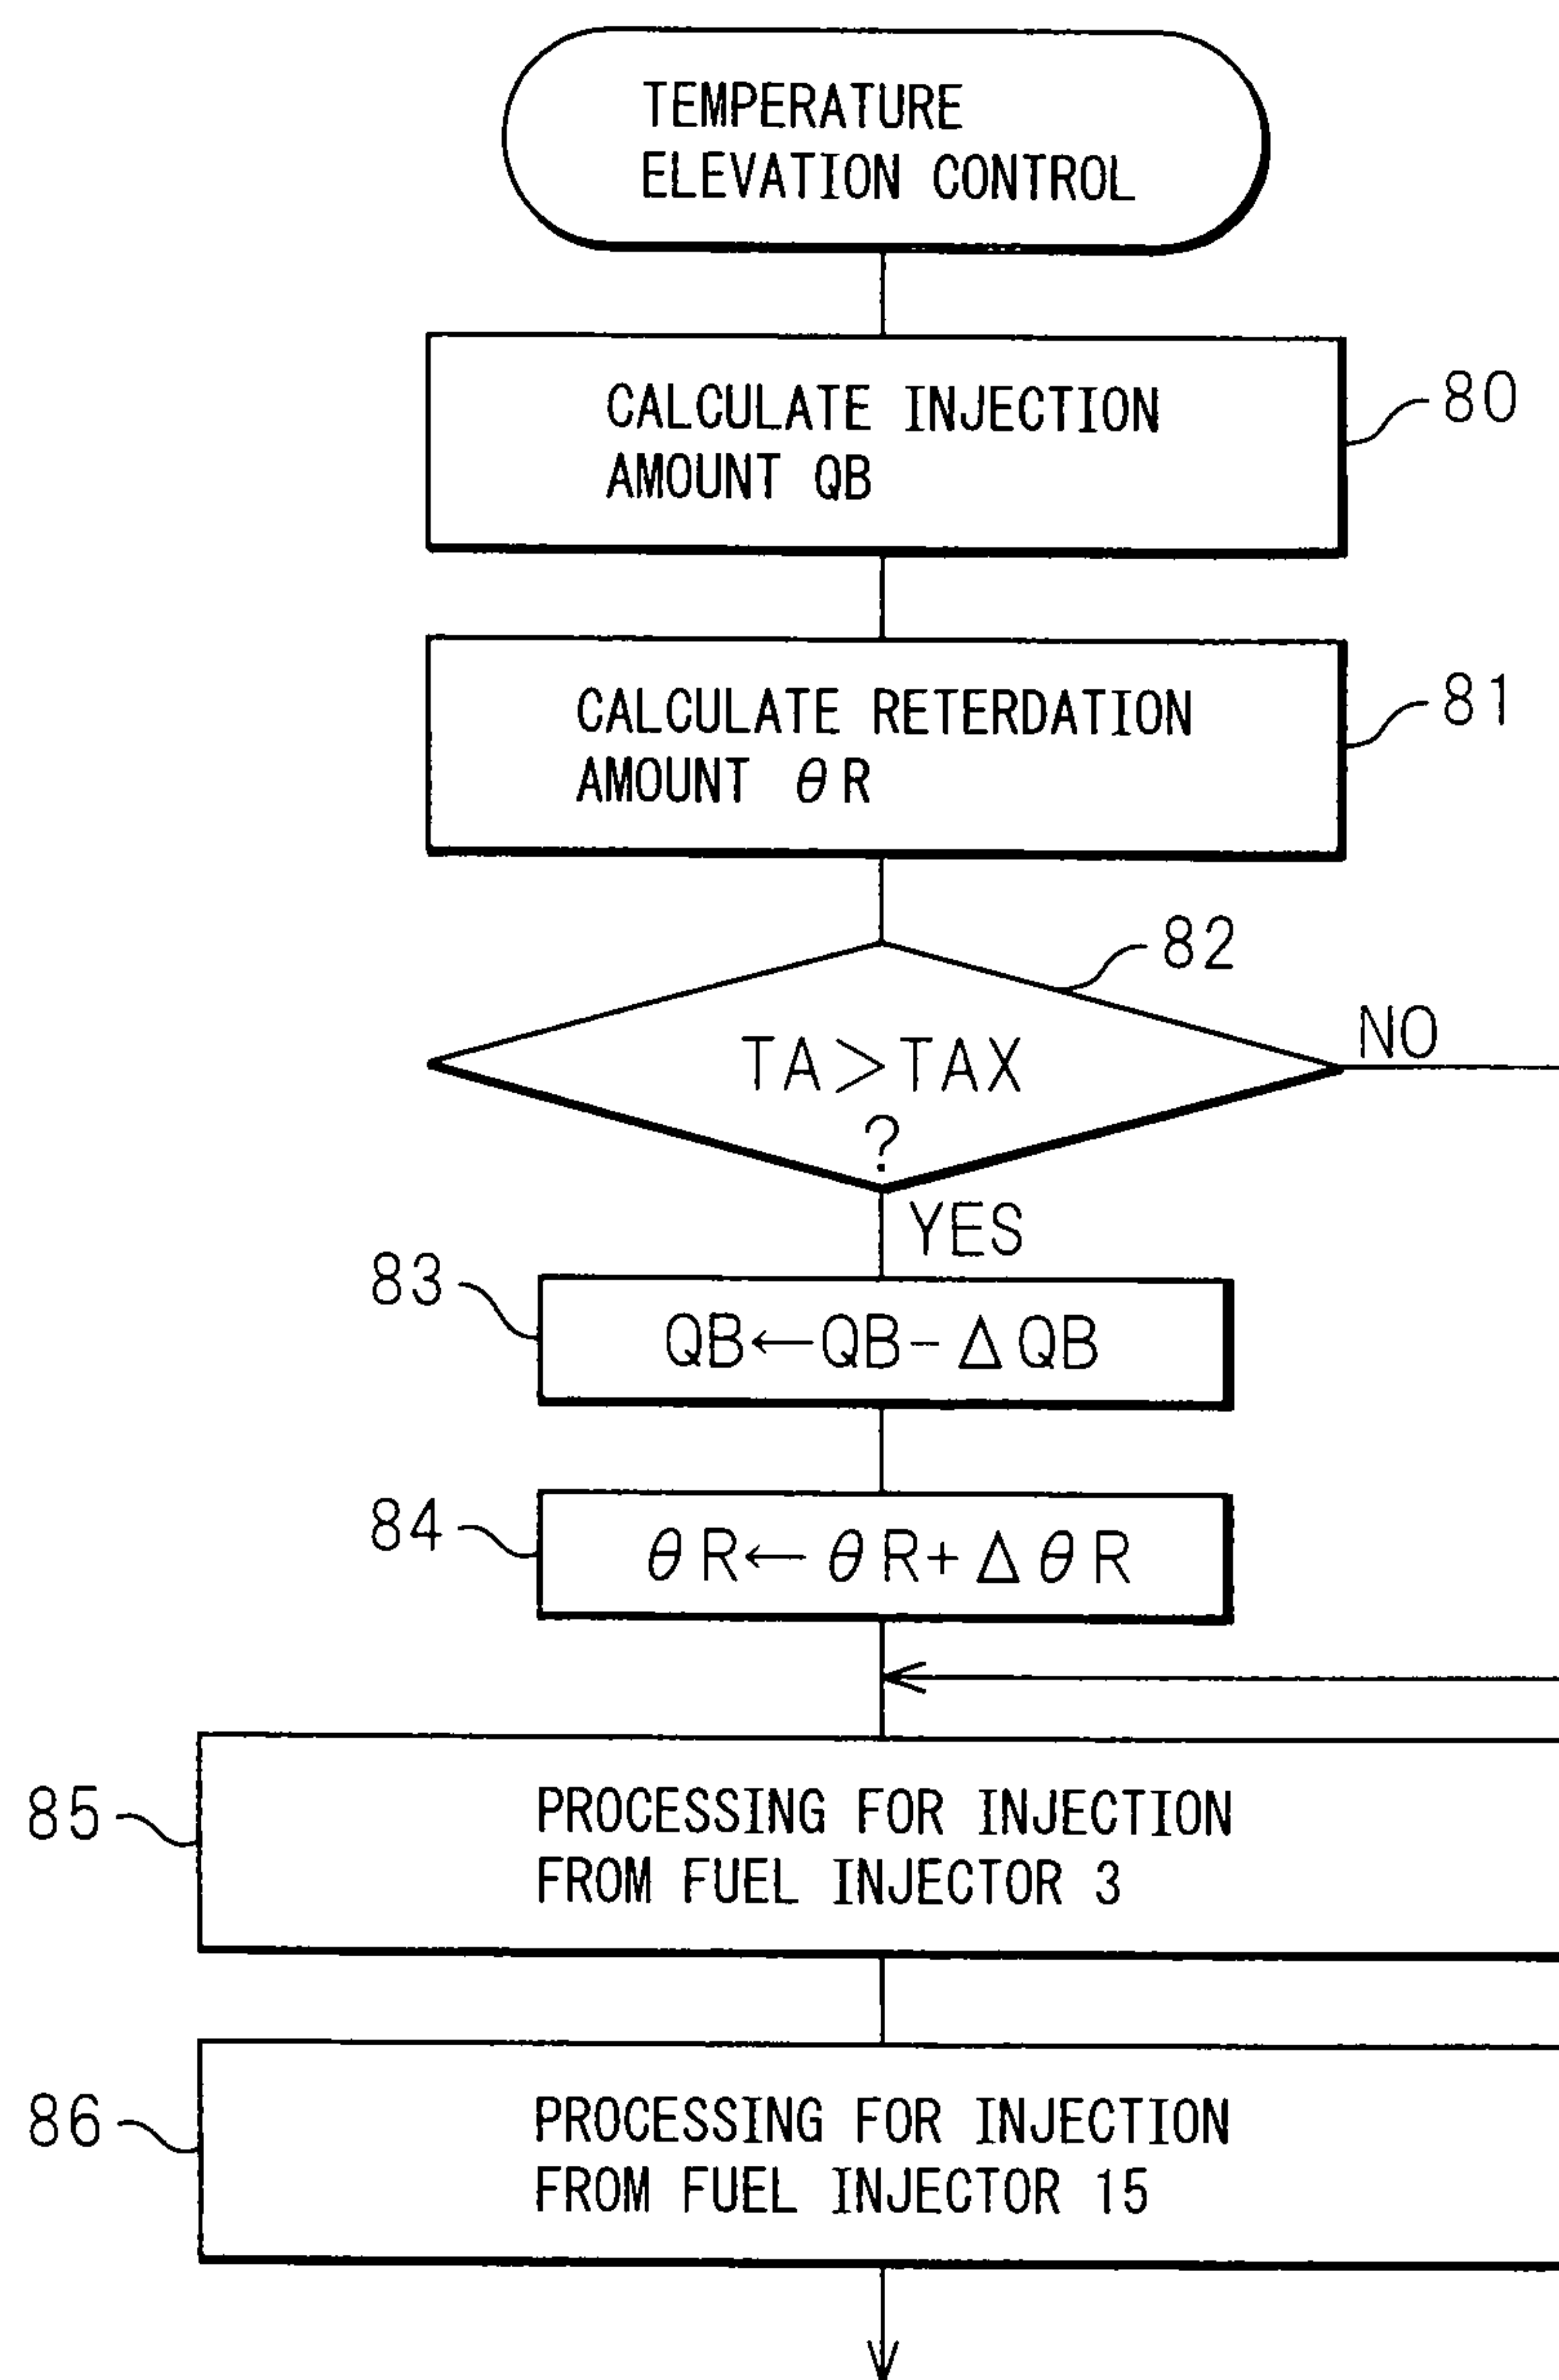 TEMPERATURE
ELEVATION CONTROL
CALCULATE INJECTION
AMOUNT QB
80
CALCULATE RETERDATION
AMOUNT θR
81
82
TA>TAX
?
NO
YES
83
QB←QB-ΔQB
84
θR←θR+ΔθR
85
PROCESSING FOR INJECTION
FROM FUEL INJECTOR 3
86
PROCESSING FOR INJECTION
FROM FUEL INJECTOR 15